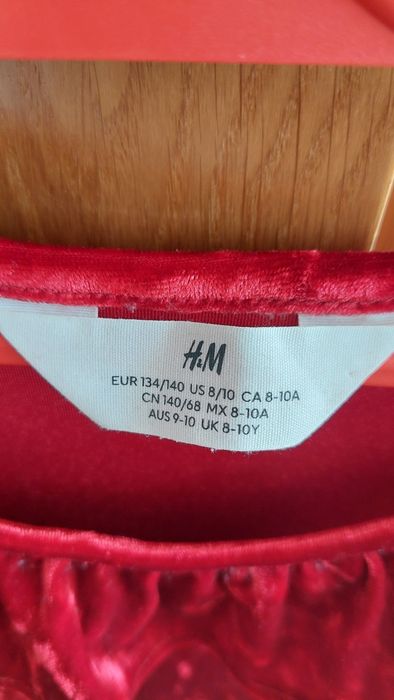 H&M
EUR 134/140 US 8/10 CA 8-10A
CN 140/68 MX 8-10A
AUS 9-10 UK 8-10Y